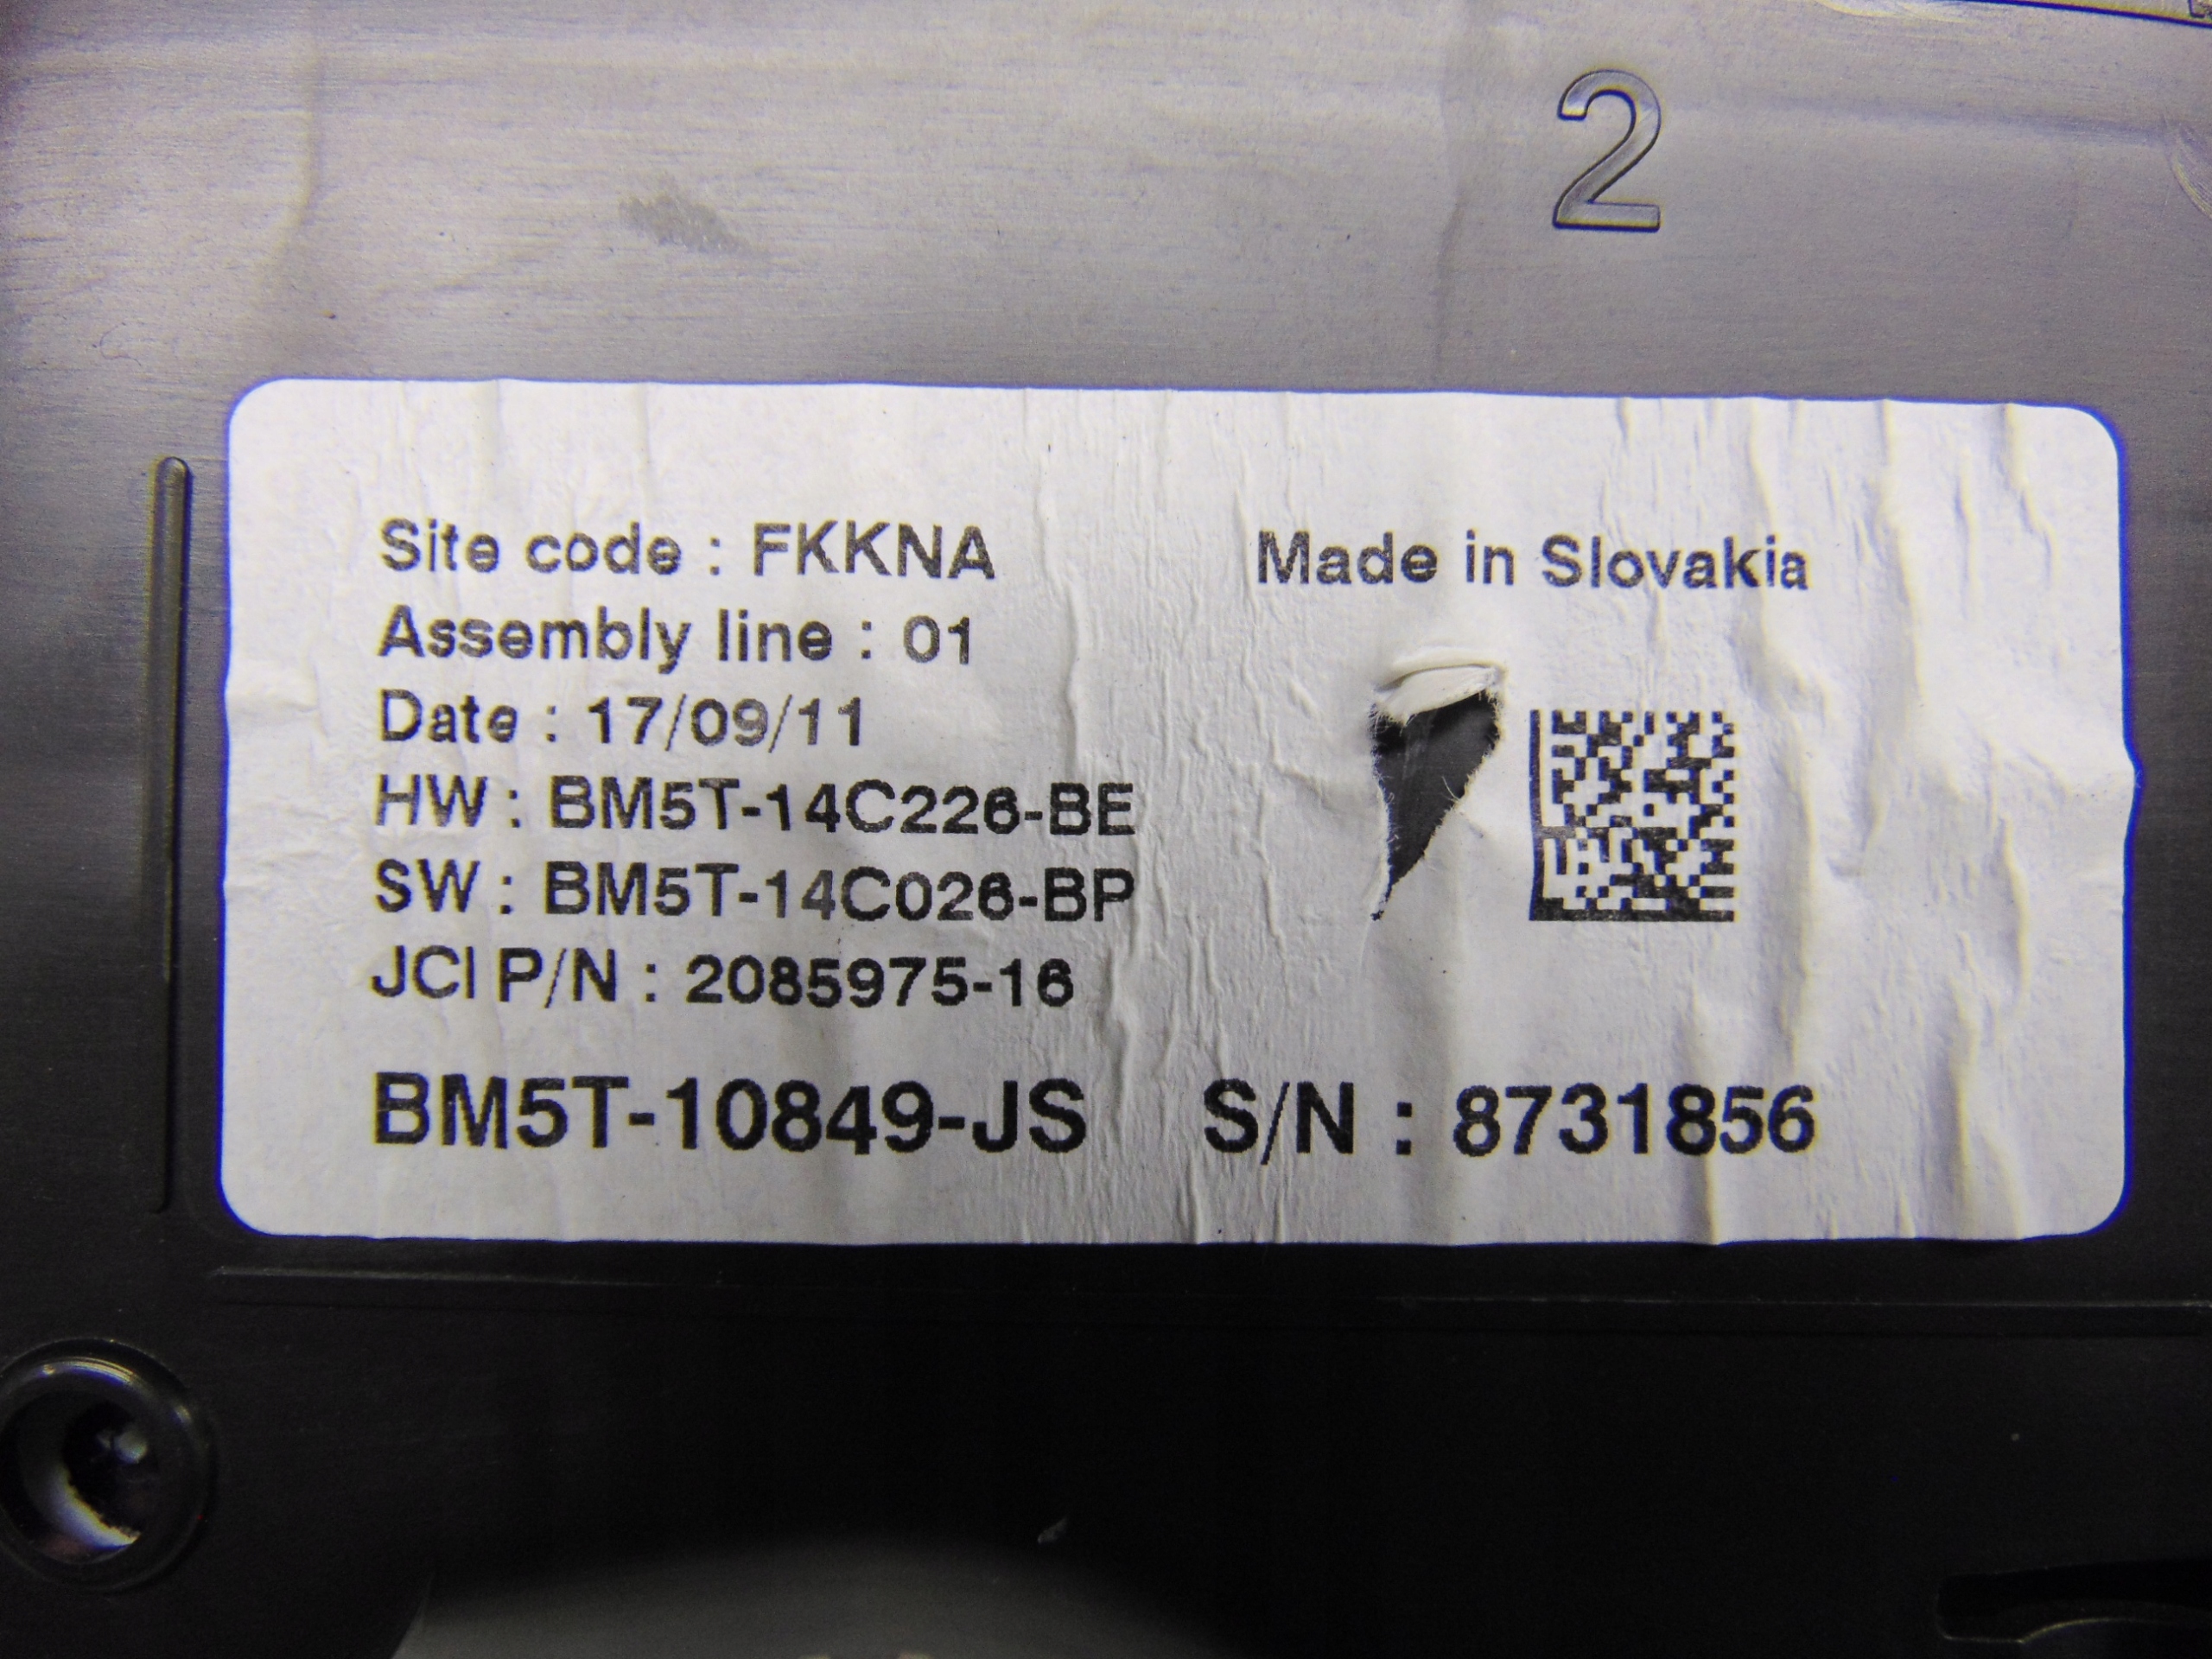 2
Site code : FKKNA
Made in Slovakia
Assembly line : 01
Date : 17/09/11
HW : BM5T-14C226-BE
SW : BM5T-14C026-BP
JCI P/N : 2085975-16
BM5T-10849-JS S/N : 8731856